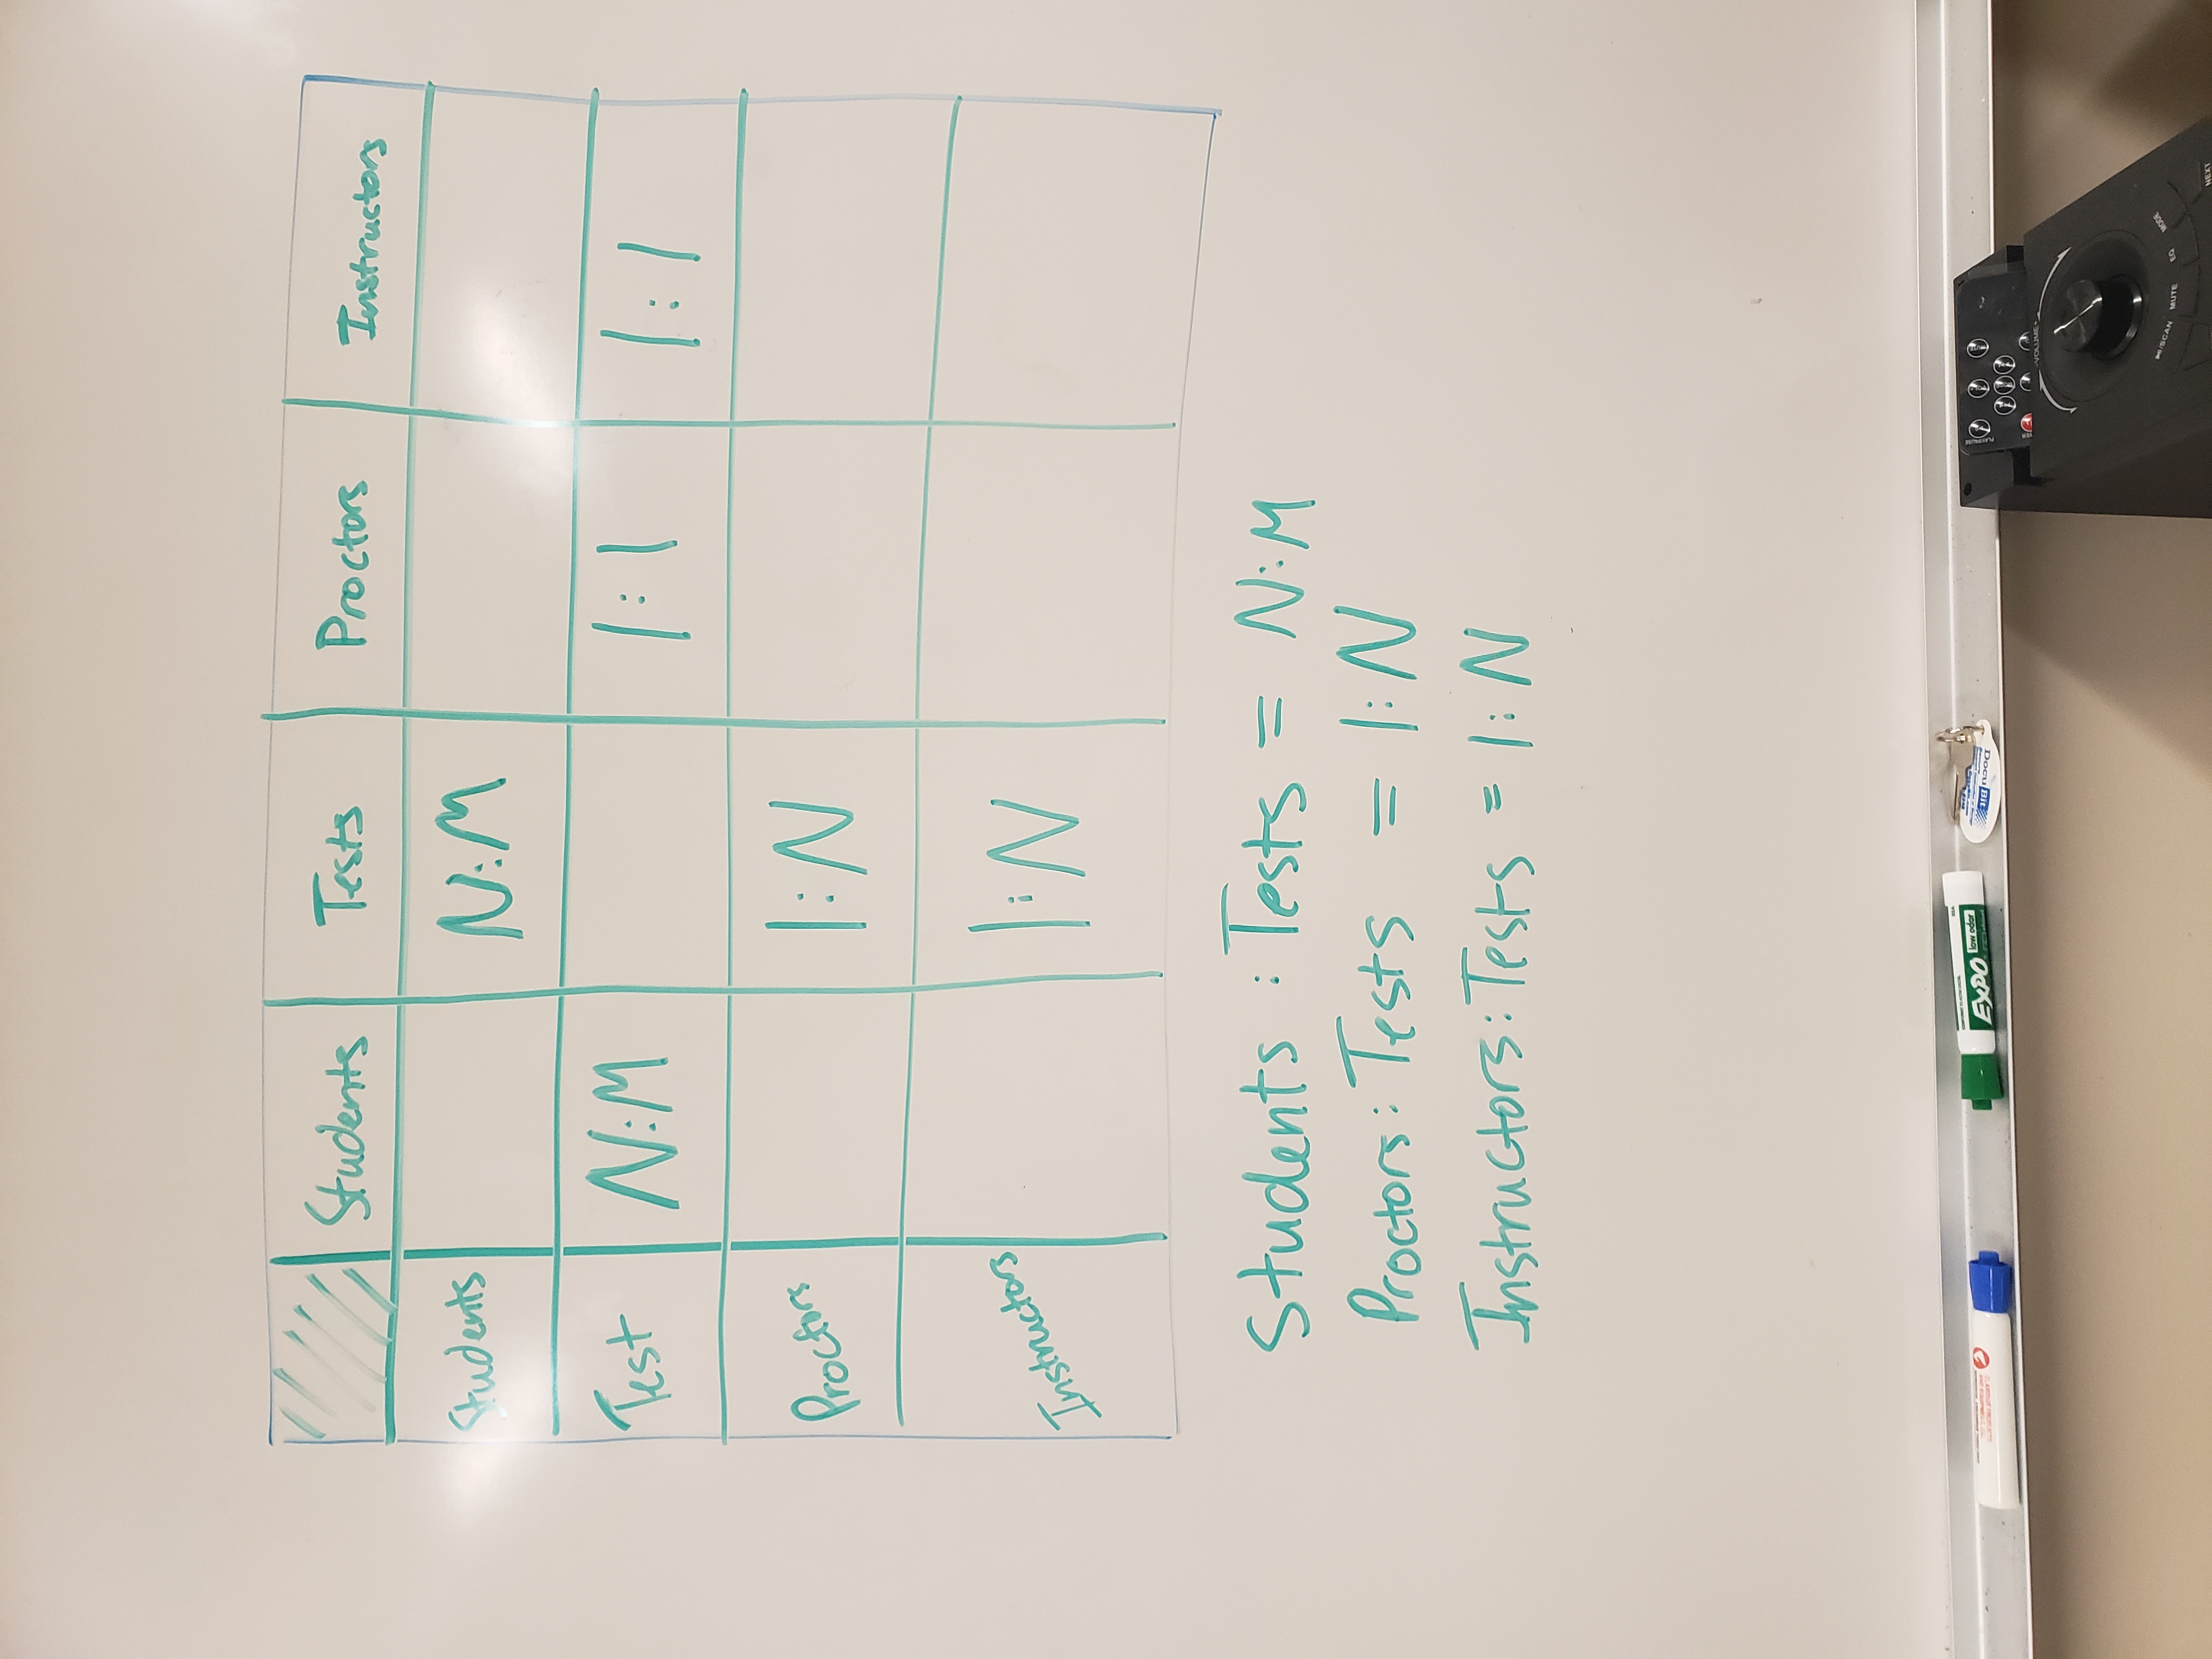 Students Tests Proctors Instructors
Students N:M
Test N:M 1:1 1:1
Proctors 1:N
Instructors 1:N
Students : Tests = N:M
Proctors : Tests = 1:N
Instructors : Tests = 1:N
EXPO low odor
Docu Bit
-VOLUME+
/SCAN MUTE EQ MODE
NEXT